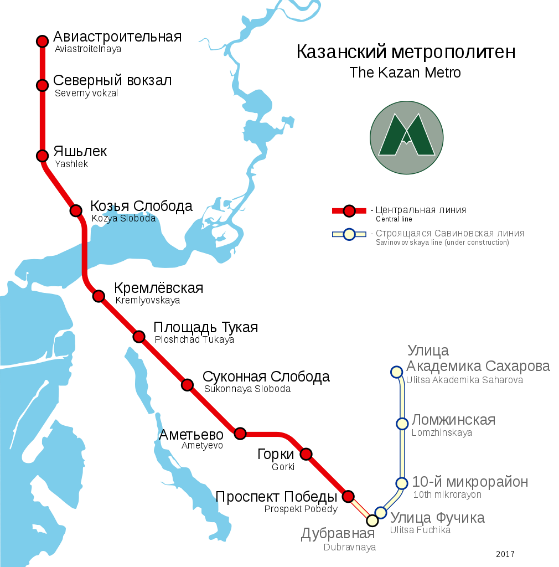 Казанский метрополитен
The Kazan Metro
- Центральная линия
Central line
- Строящаяся Савиновская линия
Savinovovskaya line (under construction)
Авиастроительная
Aviastroitelnaya
Северный вокзал
Severny vokzal
Яшьлек
Yashlek
Козья Слобода
Kozya Sloboda
Кремлёвская
Kremlyovskaya
Площадь Тукая
Ploshchad Tukaya
Суконная Слобода
Sukonnaya Sloboda
Аметьево
Ametyevo
Горки
Gorki
Проспект Победы
Prospekt Pobedy
Дубравная
Dubravnaya
Улица
Академика Сахарова
Ulitsa Akademika Saharova
Ломжинская
Lomzhinskaya
10-й микрорайон
10th mikrorayon
Улица Фучика
Ulitsa Fuchika
2017